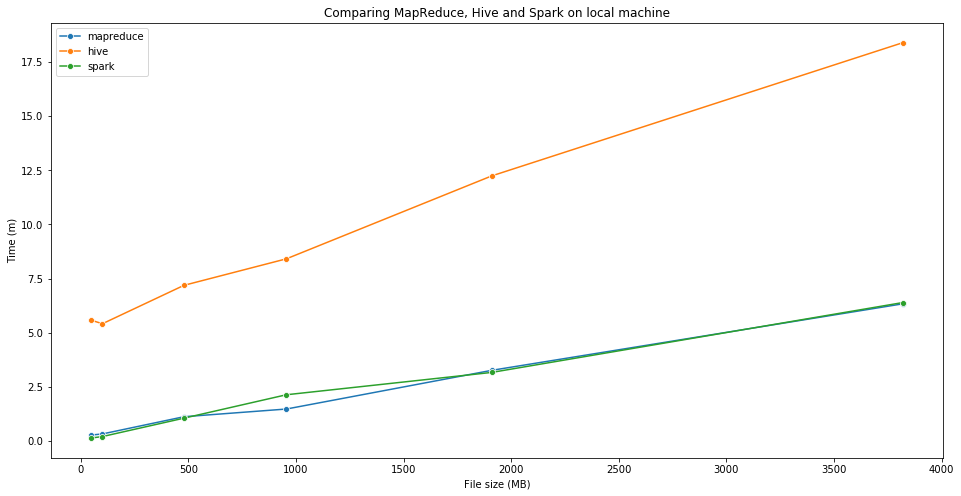 Comparing MapReduce, Hive and Spark on local machine
mapreduce
hive
spark
17.5
15.0
12.5
10.0
7.5
5.0
2.5
0.0
Time (m)
0 500 1000 1500 2000 2500 3000 3500 4000
File size (MB)